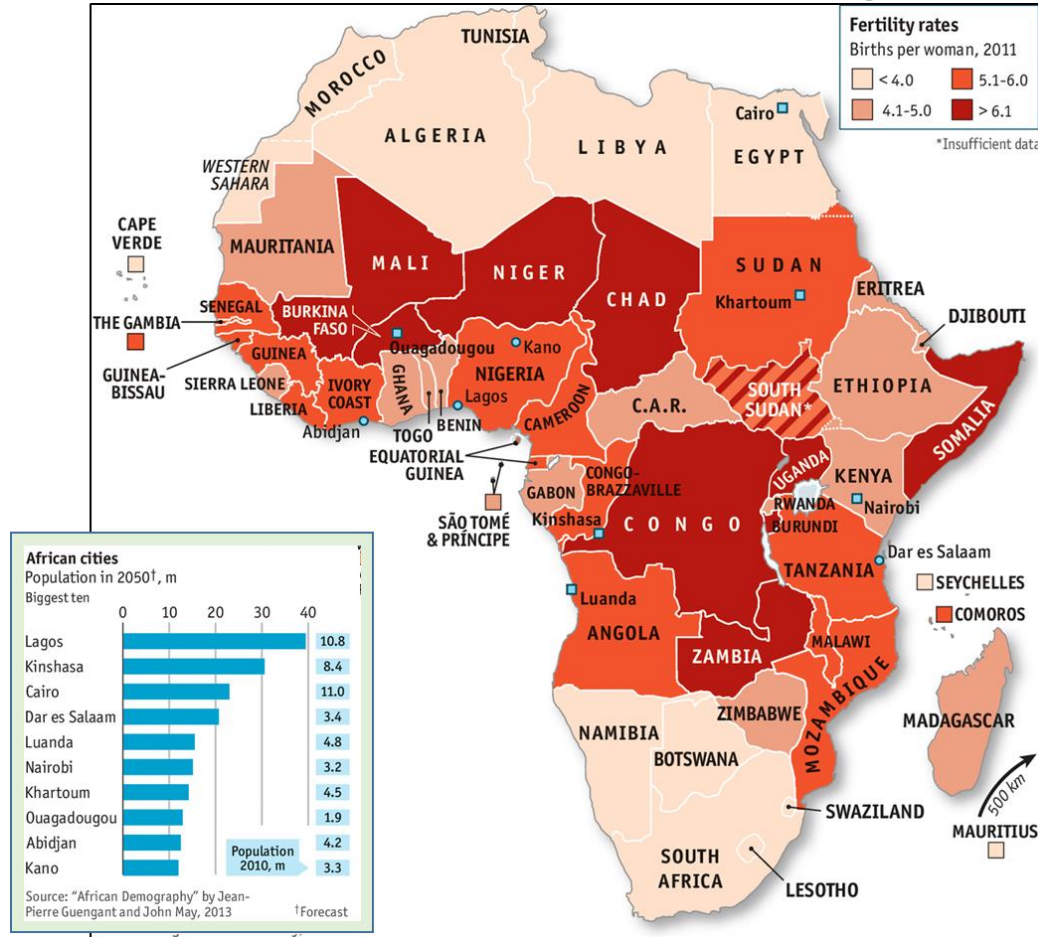 Fertility rates
Births per woman, 2011
< 4.0
5.1-6.0
4.1-5.0
> 6.1
*Insufficient data
TUNISIA
MOROCCO
ALGERIA
LIBYA
Cairo
EGYPT
WESTERN
SAHARA
CAPE
VERDE
MAURITANIA
MALI
NIGER
CHAD
SUDAN
Khartoum
ERITREA
DJIBOUTI
SENEGAL
THE GAMBIA
BURKINA
FASO
Ouagadougou
Kano
GUINEA-
BISSAU
GUINEA
SIERRA LEONE
LIBERIA
IVORY
COAST
Abidjan
GHANA
TOGO
BENIN
NIGERIA
Lagos
CAMEROON
C.A.R.
SOUTH
SUDAN*
ETHIOPIA
SOMALIA
EQUATORIAL
GUINEA
SÃO TOMÉ
& PRÍNCIPE
GABON
CONGO-
BRAZZAVILLE
Kinshasa
CONGO
UGANDA
KENYA
Nairobi
RWANDA
BURUNDI
TANZANIA
Dar es Salaam
SEYCHELLES
COMOROS
Luanda
ANGOLA
ZAMBIA
MALAWI
MOZAMBIQUE
ZIMBABWE
MADAGASCAR
NAMIBIA
BOTSWANA
SWAZILAND
500 km
MAURITIUS
SOUTH
AFRICA
LESOTHO
African cities
Population in 2050†, m
Biggest ten
0 10 20 30 40
Lagos 10.8
Kinshasa 8.4
Cairo 11.0
Dar es Salaam 3.4
Luanda 4.8
Nairobi 3.2
Khartoum 4.5
Ouagadougou 1.9
Abidjan 4.2
Kano 3.3
Population
2010, m
Source: "African Demography" by Jean-
Pierre Guengant and John May, 2013 †Forecast